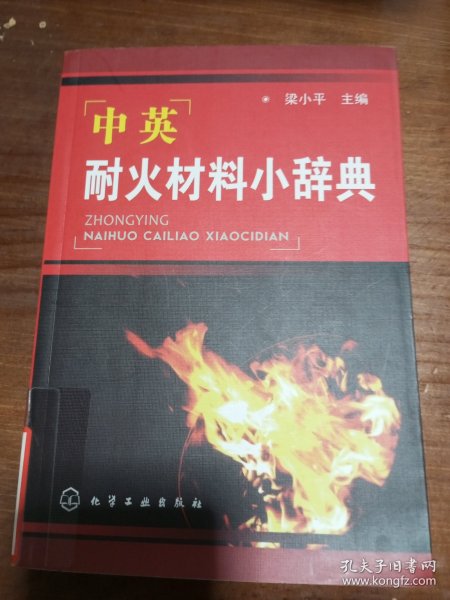 梁小平 主编
中英
耐火材料小辞典
ZHONGYING
NAIHUO CAILIAO XIAOCIDIAN
化学工业出版社
孔夫子旧书网
www.kongfz.com